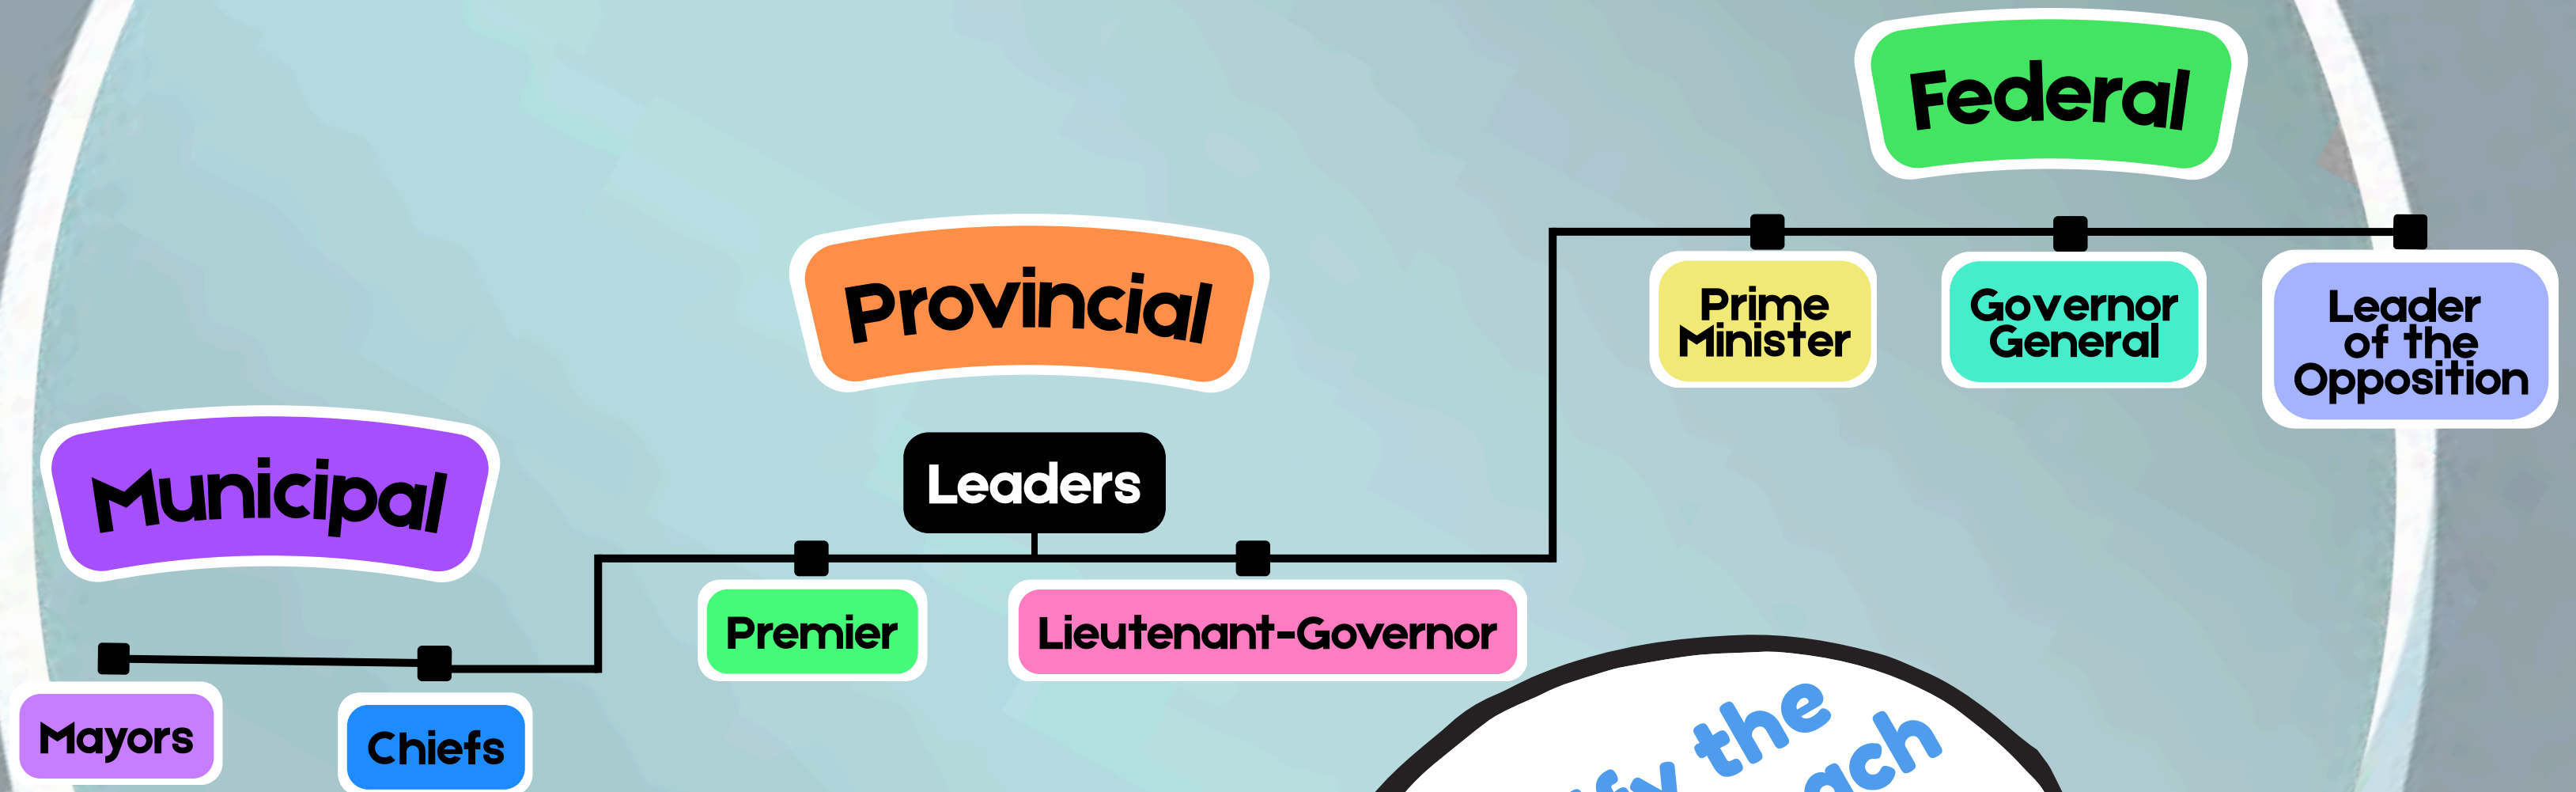 Federal
Prime
Minister
Governor
General
Leader
of the
Opposition
Provincial
Leaders
Premier
Lieutenant-Governor
Municipal
Mayors
Chiefs
the